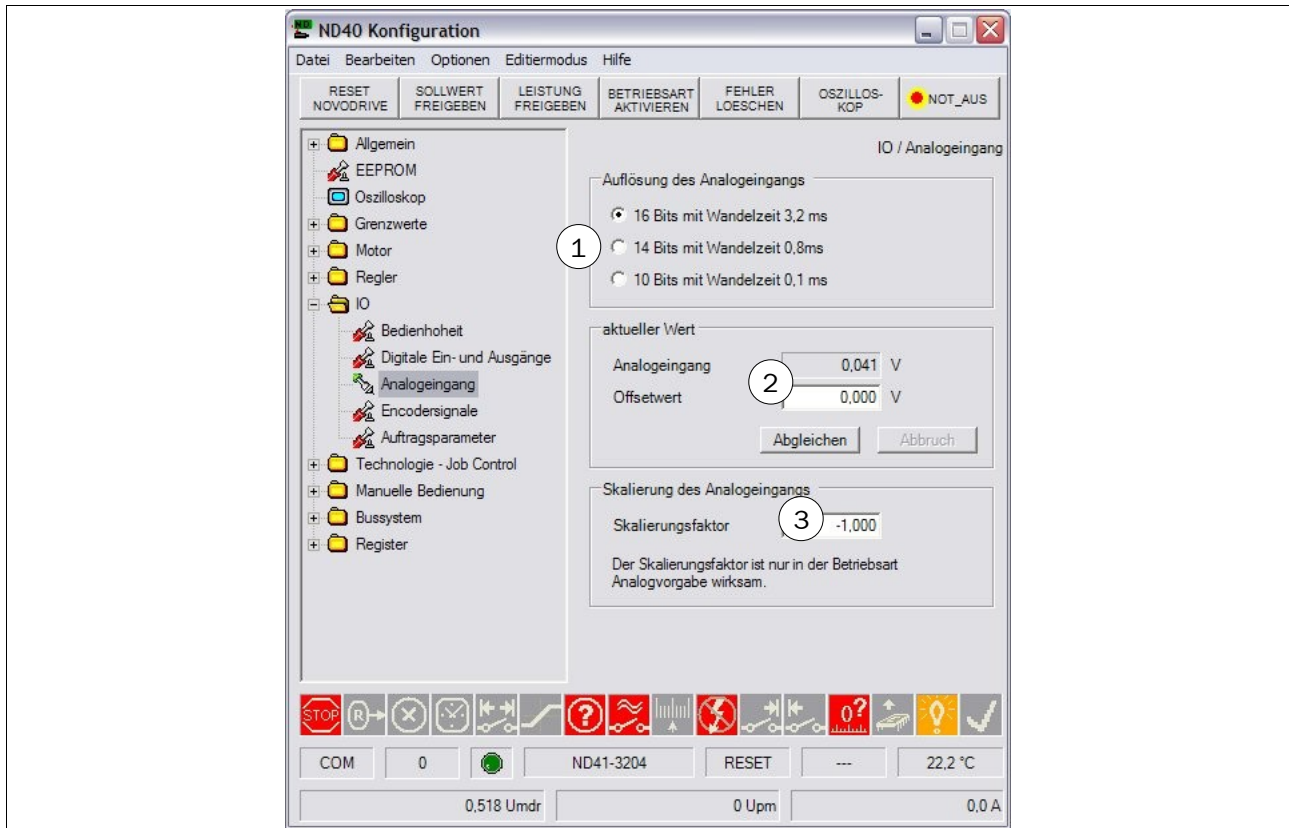 ND40 Konfiguration
Datei Bearbeiten Optionen Editiermodus Hilfe
RESET NOVODRIVE
SOLLWERT FREIGEBEN
LEISTUNG FREIGEBEN
BETRIEBSART AKTIVIEREN
FEHLER LOESCHEN
OSZILLOS-KOP
NOT_AUS
Allgemein
EEPROM
Oszilloskop
Grenzwerte
Motor
Regler
IO
Bedienhoheit
Digitale Ein- und Ausgänge
Analogeingang
Encodersignale
Auftragsparameter
Technologie - Job Control
Manuelle Bedienung
Bussystem
Register
IO / Analogeingang
Auflösung des Analogeingangs
16 Bits mit Wandelzeit 3,2 ms
1
14 Bits mit Wandelzeit 0,8ms
10 Bits mit Wandelzeit 0,1 ms
aktueller Wert
Analogeingang 0,041 V
2
Offsetwert 0,000 V
Abgleichen Abbruch
Skalierung des Analogeingangs
Skalierungsfaktor 3 -1,000
Der Skalierungsfaktor ist nur in der Betriebsart
Analogvorgabe wirksam.
STOP R ? 0?
COM 0 ND41-3204 RESET --- 22,2 °C
0,518 Umdr 0 Upm 0,0 A